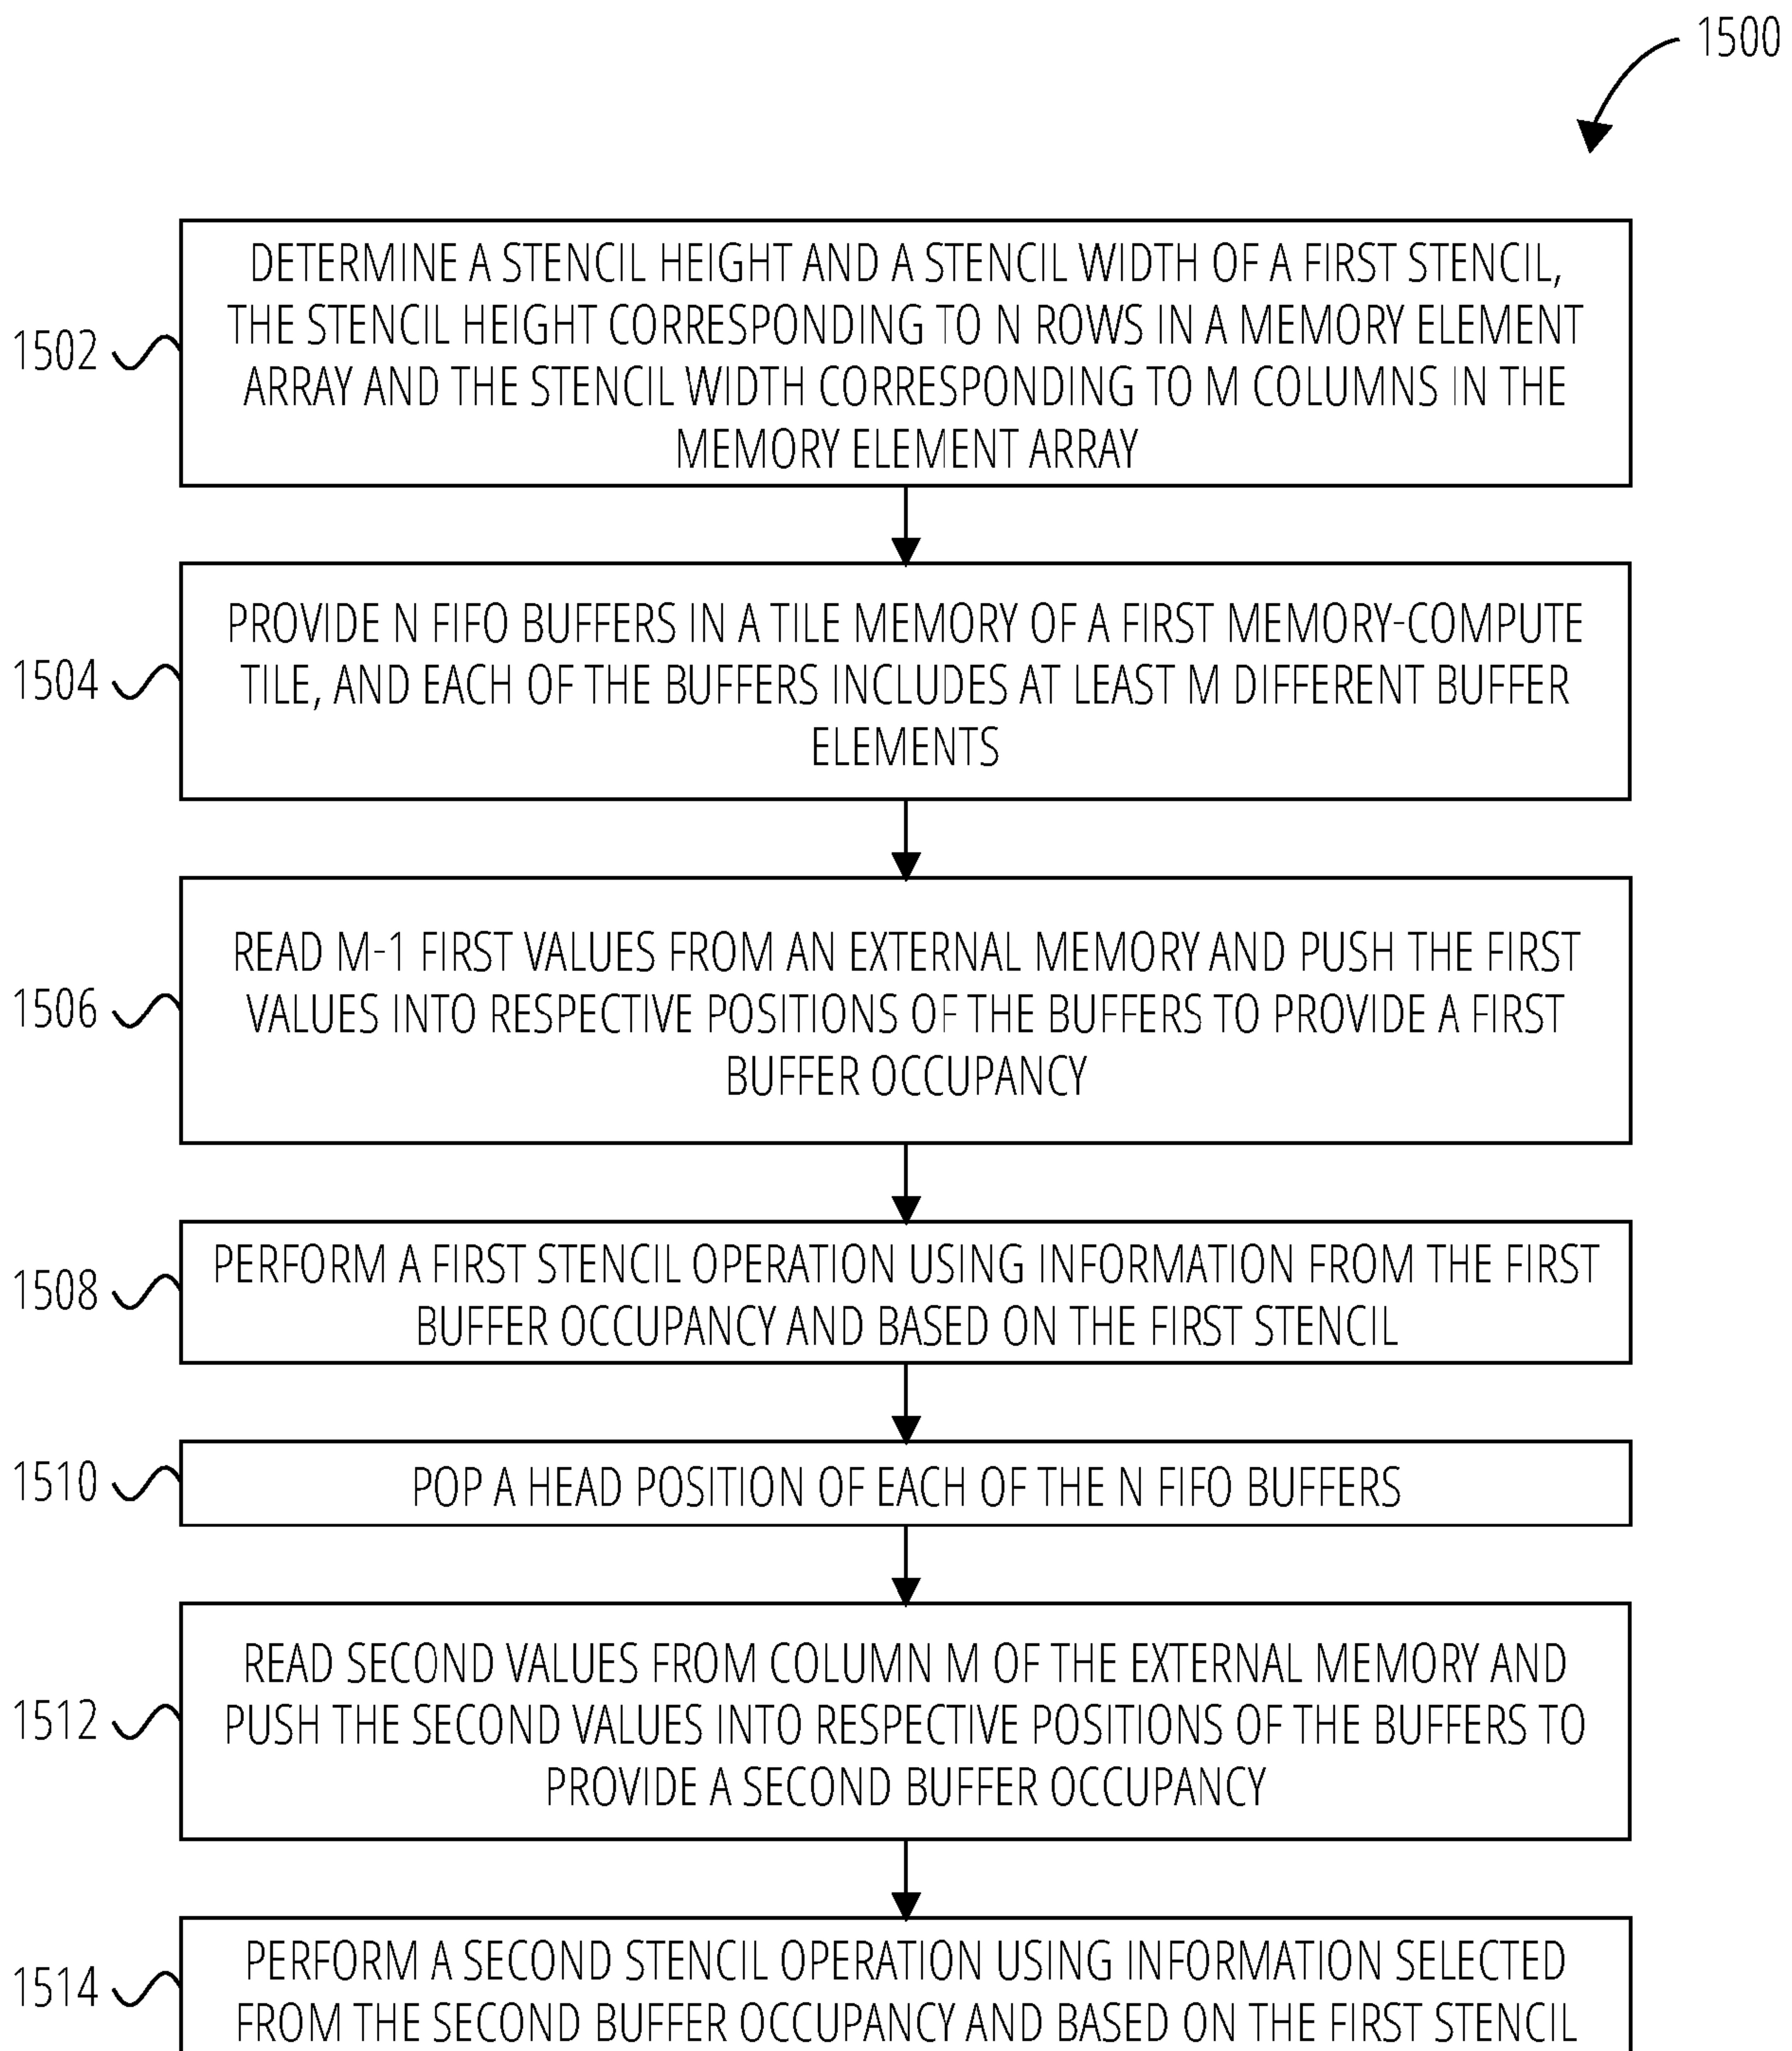 1500
DETERMINE A STENCIL HEIGHT AND A STENCIL WIDTH OF A FIRST STENCIL,
THE STENCIL HEIGHT CORRESPONDING TO N ROWS IN A MEMORY ELEMENT
1502
ARRAY AND THE STENCIL WIDTH CORRESPONDING TO M COLUMNS IN THE
MEMORY ELEMENT ARRAY
PROVIDE N FIFO BUFFERS IN A TILE MEMORY OF A FIRST MEMORY-COMPUTE
1504
TILE, AND EACH OF THE BUFFERS INCLUDES AT LEAST M DIFFERENT BUFFER
ELEMENTS
READ M-1 FIRST VALUES FROM AN EXTERNAL MEMORY AND PUSH THE FIRST
1506
VALUES INTO RESPECTIVE POSITIONS OF THE BUFFERS TO PROVIDE A FIRST
BUFFER OCCUPANCY
1508
PERFORM A FIRST STENCIL OPERATION USING INFORMATION FROM THE FIRST
BUFFER OCCUPANCY AND BASED ON THE FIRST STENCIL
1510
POP A HEAD POSITION OF EACH OF THE N FIFO BUFFERS
READ SECOND VALUES FROM COLUMN M OF THE EXTERNAL MEMORY AND
1512
PUSH THE SECOND VALUES INTO RESPECTIVE POSITIONS OF THE BUFFERS TO
PROVIDE A SECOND BUFFER OCCUPANCY
1514
PERFORM A SECOND STENCIL OPERATION USING INFORMATION SELECTED
FROM THE SECOND BUFFER OCCUPANCY AND BASED ON THE FIRST STENCIL